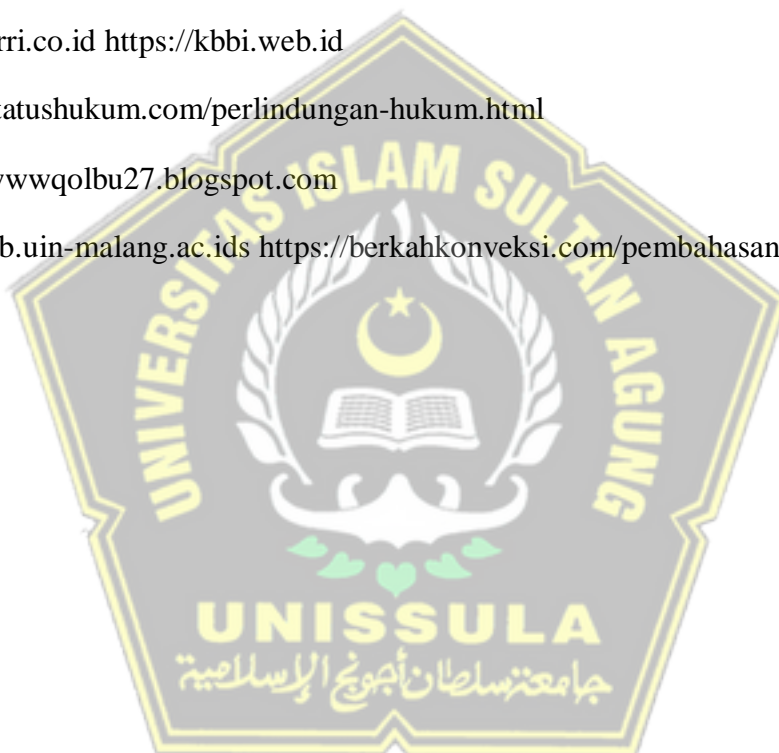 rri.co.id https://kbbi.web.id
tatushukum.com/perlindungan-hukum.html
wwwqolbu27.blogspot.com
b.uin-malang.ac.ids https://berkahkonveksi.com/pembahasan
UNIVERSITAS ISLAM SULTAN AGUNG
UNISSULA
جامعة سلطان أجونج الإسلامية